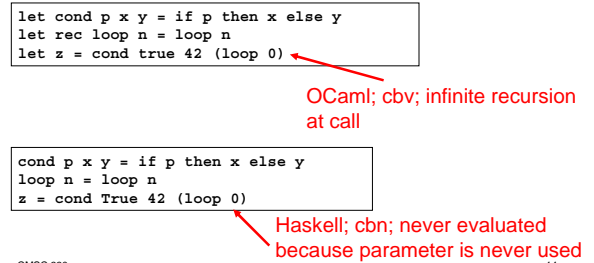 let cond p x y = if p then x else y
let rec loop n = loop n
let z = cond true 42 (loop 0)
OCaml; cbv; infinite recursion
at call
cond p x y = if p then x else y
loop n = loop n
z = cond True 42 (loop 0)
Haskell; cbn; never evaluated
because parameter is never used